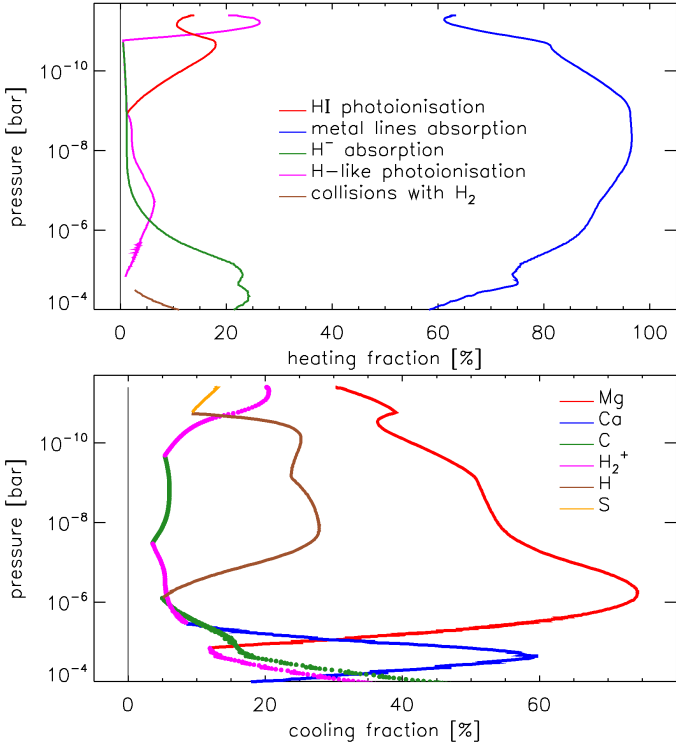 10⁻¹⁰
10⁻⁸
10⁻⁶
10⁻⁴
pressure [bar]
HI photoionisation
metal lines absorption
H⁻ absorption
H-like photoionisation
collisions with H₂
0 20 40 60 80 100
heating fraction [%]
10⁻¹⁰
10⁻⁸
10⁻⁶
10⁻⁴
pressure [bar]
Mg
Ca
C
H₂⁺
H
S
0 20 40 60
cooling fraction [%]